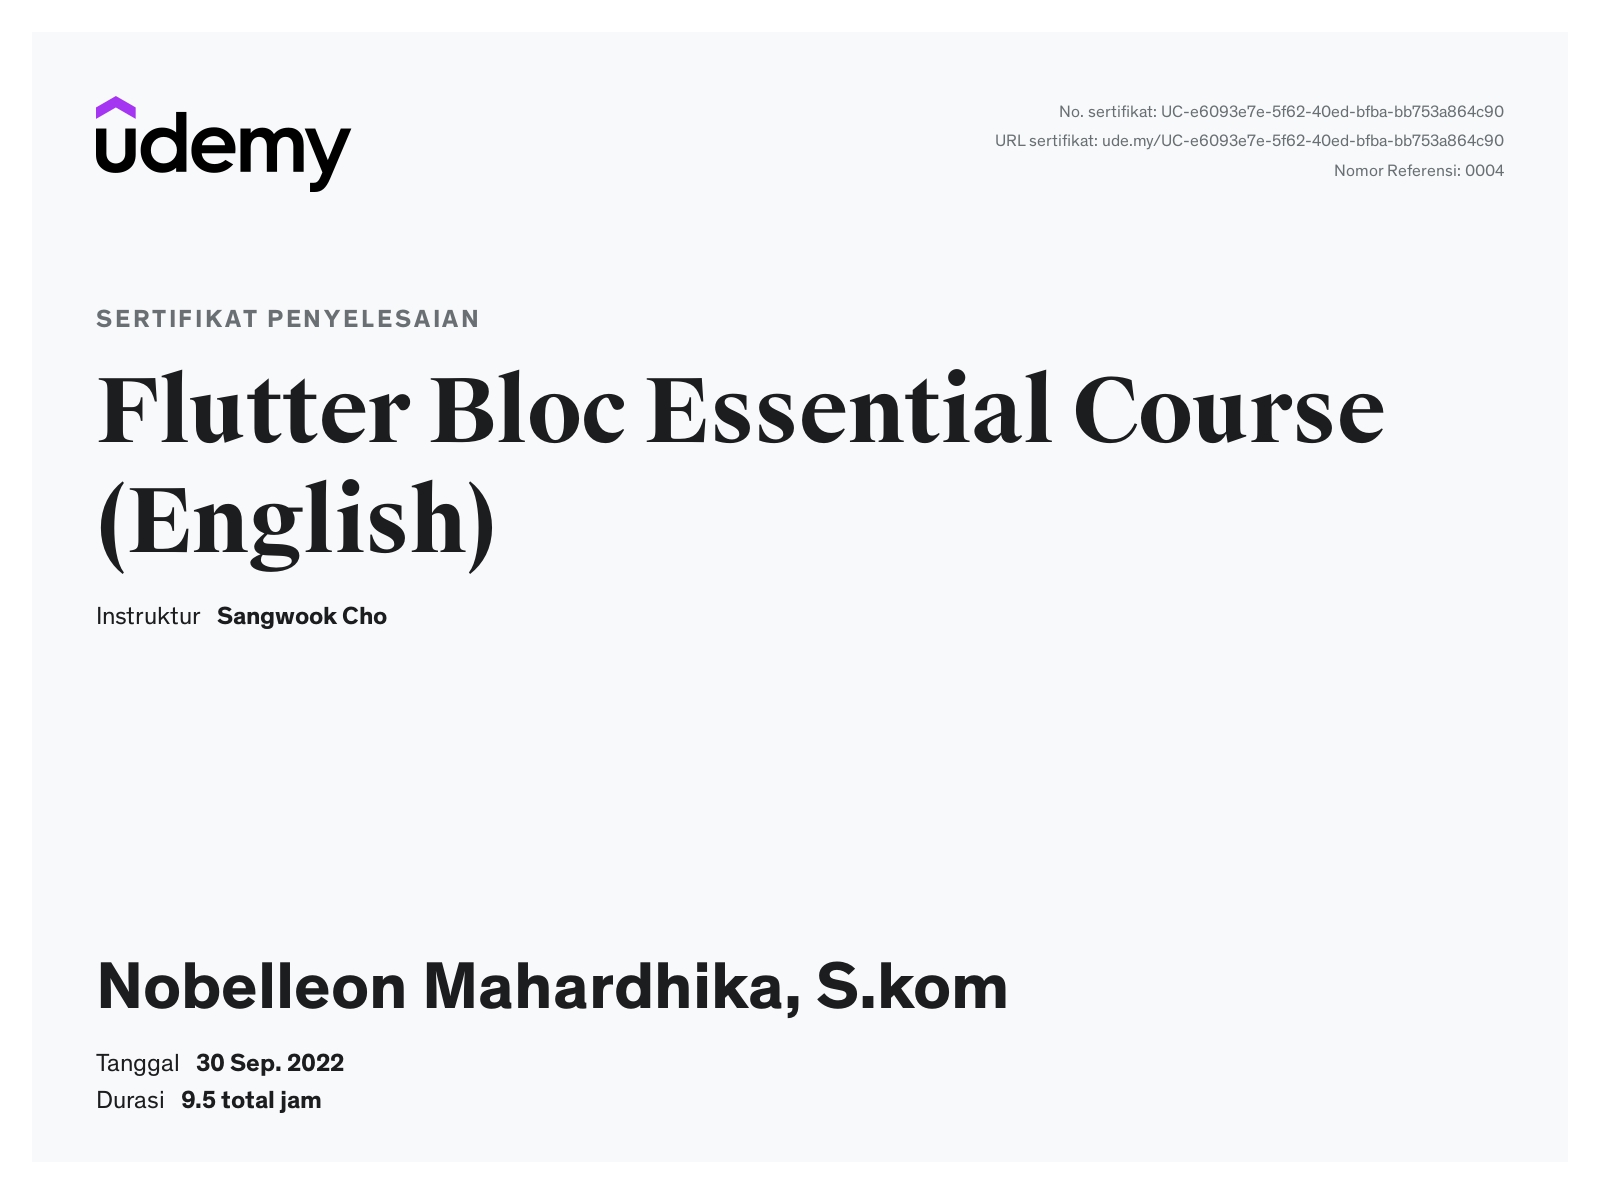 udemy
No. sertifikat: UC-e6093e7e-5f62-40ed-bfba-bb753a864c90
URL sertifikat: ude.my/UC-e6093e7e-5f62-40ed-bfba-bb753a864c90
Nomor Referensi: 0004
SERTIFIKAT PENYELESAIAN
Flutter Bloc Essential Course
(English)
Instruktur Sangwook Cho
Nobelleon Mahardhika, S.kom
Tanggal 30 Sep. 2022
Durasi 9.5 total jam